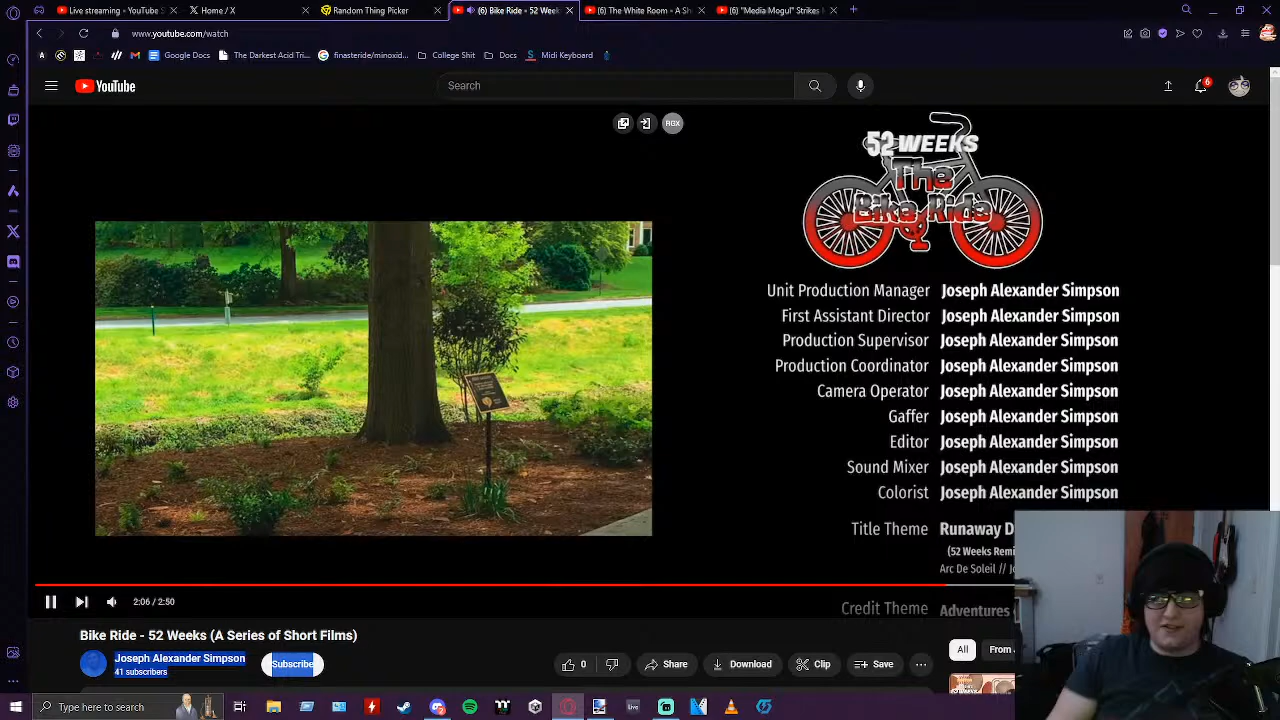 Live streaming - YouTube S
Home / X
Random Thing Picker
(6) Bike Ride - 52 Week
(6) The White Room - A Sh
(6) "Media Mogul" Strikes M
www.youtube.com/watch
Google Docs
The Darkest Acid Tri...
finasteride/minoxid...
College Shit
Docs
Midi Keyboard
YouTube
Search
6
RGX
52 WEEKS
The
Bike Ride
Unit Production Manager Joseph Alexander Simpson
First Assistant Director Joseph Alexander Simpson
Production Supervisor Joseph Alexander Simpson
Production Coordinator Joseph Alexander Simpson
Camera Operator Joseph Alexander Simpson
Gaffer Joseph Alexander Simpson
Editor Joseph Alexander Simpson
Sound Mixer Joseph Alexander Simpson
Colorist Joseph Alexander Simpson
Title Theme Runaway D
(52 Weeks Remi
Arc De Soleil // Jo
Credit Theme Adventures
2:06 / 2:50
Bike Ride - 52 Weeks (A Series of Short Films)
Joseph Alexander Simpson
41 subscribers
Subscribe
0
Share
Download
Clip
Save
All
From J
Type here to search